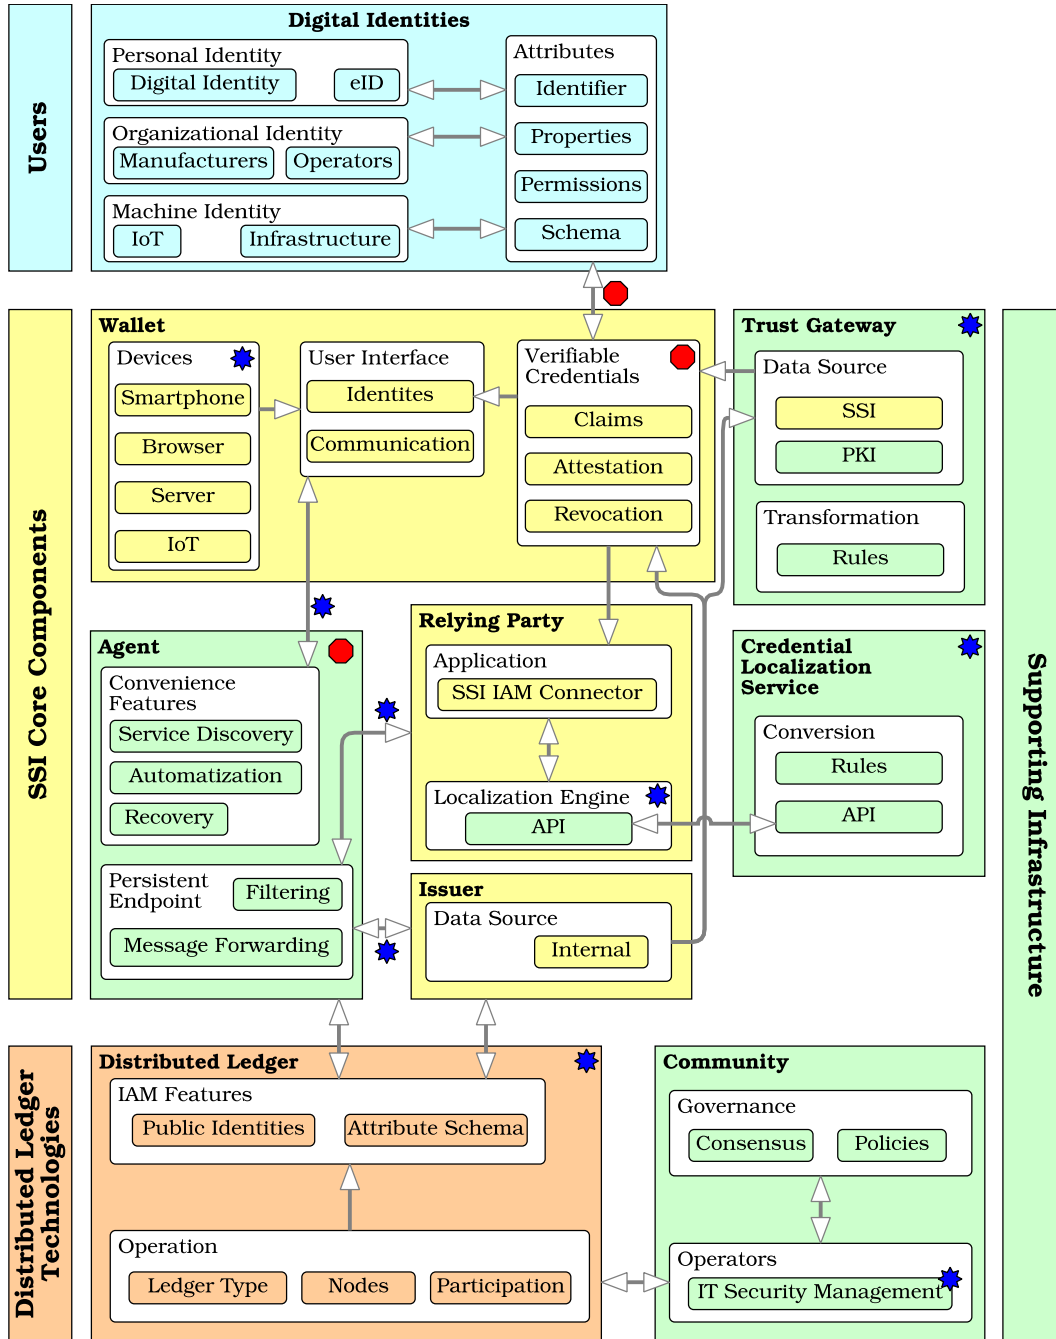 Users
Digital Identities
Personal Identity
Digital Identity
eID
Organizational Identity
Manufacturers
Operators
Machine Identity
IoT
Infrastructure
Attributes
Identifier
Properties
Permissions
Schema
SSI Core Components
Wallet
Devices
Smartphone
Browser
Server
IoT
User Interface
Identites
Communication
Verifiable
Credentials
Claims
Attestation
Revocation
Trust Gateway
Data Source
SSI
PKI
Transformation
Rules
Agent
Convenience
Features
Service Discovery
Automatization
Recovery
Persistent
Endpoint
Filtering
Message Forwarding
Relying Party
Application
SSI IAM Connector
Localization Engine
API
Issuer
Data Source
Internal
Credential
Localization
Service
Conversion
Rules
API
Supporting Infrastructure
Distributed Ledger
Technologies
Distributed Ledger
IAM Features
Public Identities
Attribute Schema
Operation
Ledger Type
Nodes
Participation
Community
Governance
Consensus
Policies
Operators
IT Security Management